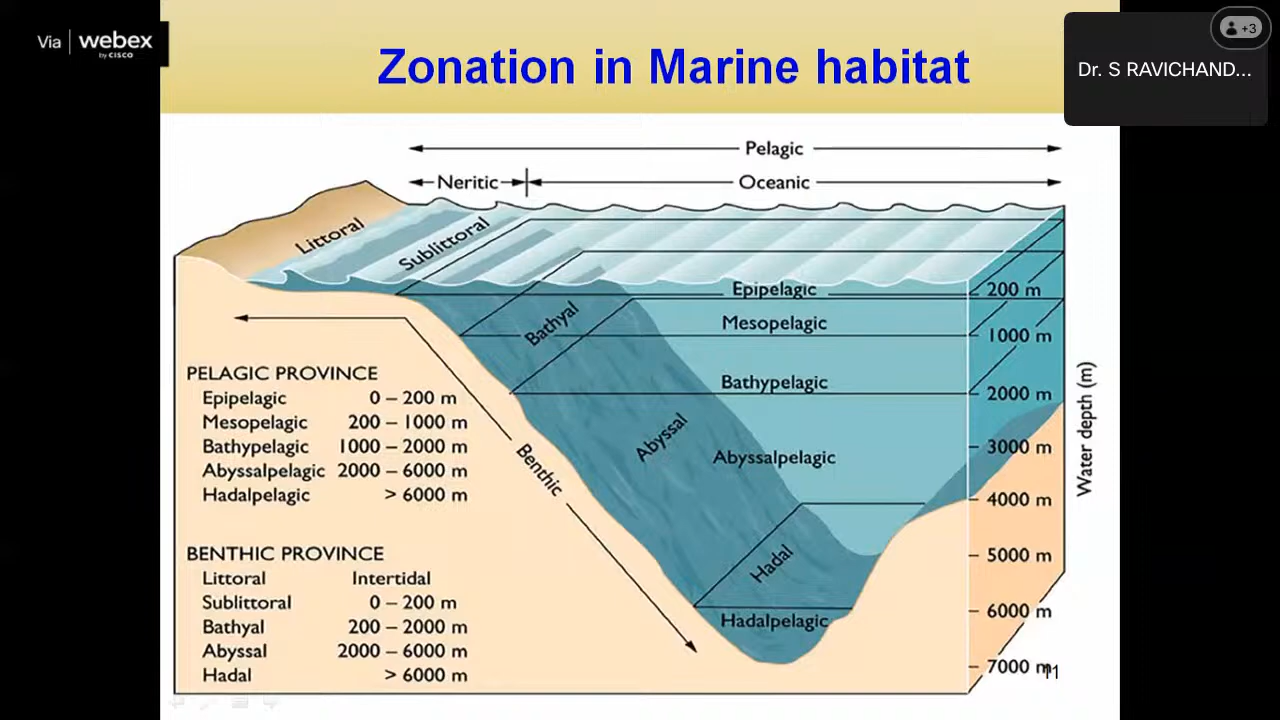 Via webex
by CISCO
+3
Dr. S RAVICHAND...
Zonation in Marine habitat
Pelagic
Neritic
Oceanic
Littoral
Sublittoral
Epipelagic
200 m
Bathyal
Mesopelagic
1000 m
Bathypelagic
2000 m
Abyssal
Abyssalpelagic
3000 m
4000 m
Hadal
5000 m
6000 m
Hadalpelagic
7000 m
Water depth (m)
Benthic
PELAGIC PROVINCE
Epipelagic 0 – 200 m
Mesopelagic 200 – 1000 m
Bathypelagic 1000 – 2000 m
Abyssalpelagic 2000 – 6000 m
Hadalpelagic > 6000 m
BENTHIC PROVINCE
Littoral Intertidal
Sublittoral 0 – 200 m
Bathyal 200 – 2000 m
Abyssal 2000 – 6000 m
Hadal > 6000 m
11